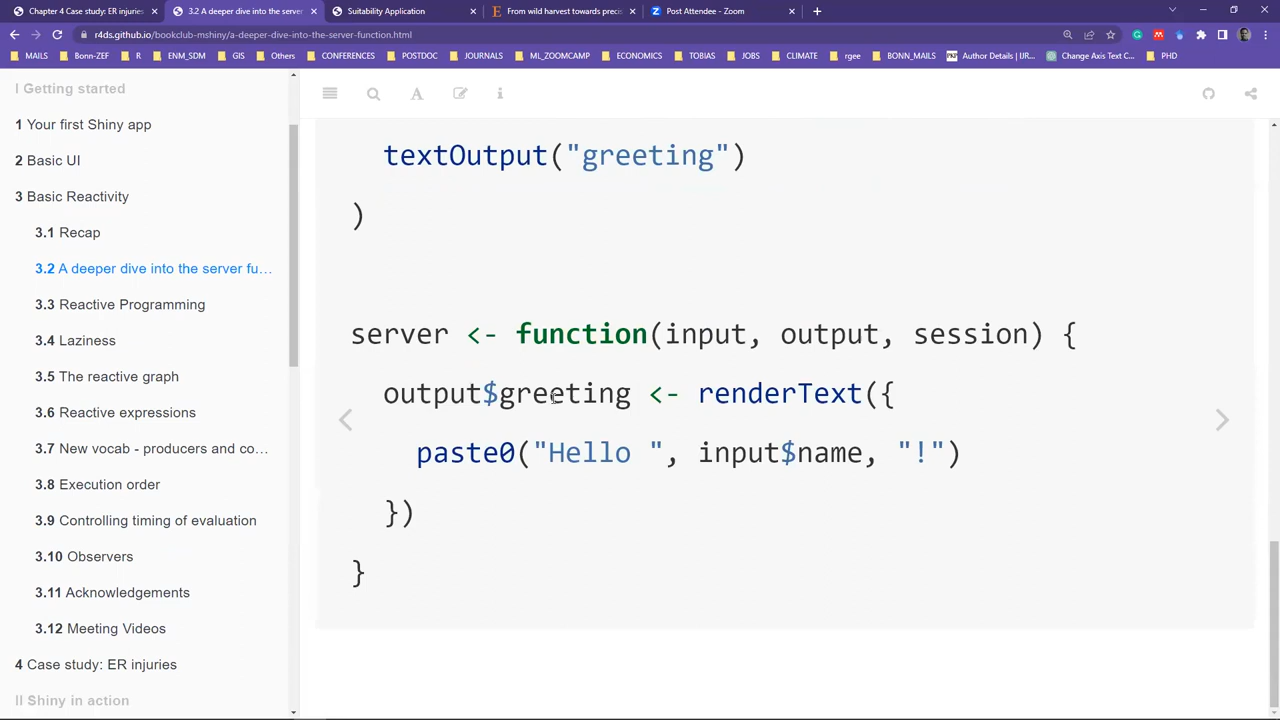 Chapter 4 Case study: ER injuries
3.2 A deeper dive into the server
Suitability Application
From wild harvest towards precis
Post Attendee - Zoom
r4ds.github.io/bookclub-mshiny/a-deeper-dive-into-the-server-function.html
MAILS
Bonn-ZEF
R
ENM_SDM
GIS
Others
CONFERENCES
POSTDOC
JOURNALS
ML_ZOOMCAMP
ECONOMICS
TOBIAS
JOBS
CLIMATE
rgee
BONN_MAILS
Author Details | IJR...
Change Axis Text C...
PHD
I Getting started
1 Your first Shiny app
2 Basic UI
3 Basic Reactivity
3.1 Recap
3.2 A deeper dive into the server fu…
3.3 Reactive Programming
3.4 Laziness
3.5 The reactive graph
3.6 Reactive expressions
3.7 New vocab - producers and co…
3.8 Execution order
3.9 Controlling timing of evaluation
3.10 Observers
3.11 Acknowledgements
3.12 Meeting Videos
4 Case study: ER injuries
II Shiny in action
textOutput("greeting")
)
server <- function(input, output, session) {
output$greeting <- renderText({
paste0("Hello ", input$name, "!")
})
}